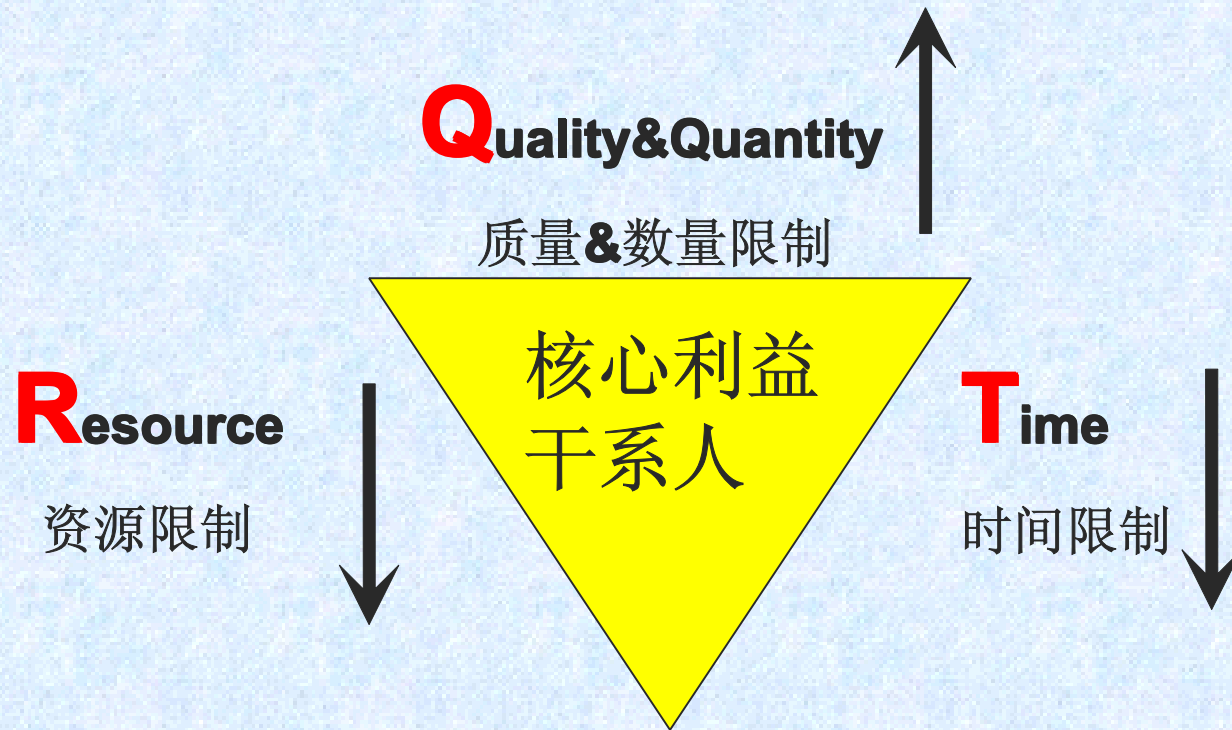 Quality&Quantity
质量&数量限制
核心利益
干系人
Resource
资源限制
Time
时间限制